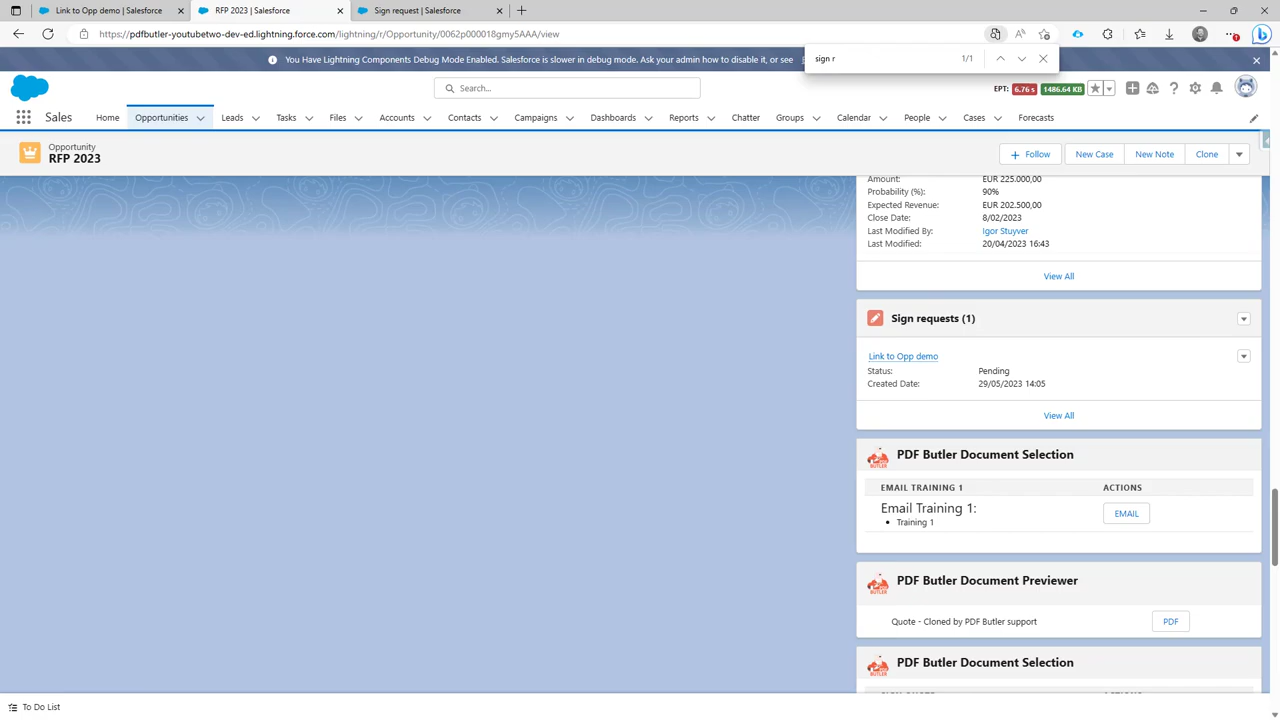 Link to Opp demo | Salesforce
RFP 2023 | Salesforce
Sign request | Salesforce
https://pdfbutler-youtubetwo-dev-ed.lightning.force.com/lightning/r/Opportunity/0062p000018gmy5AAA/view
You Have Lightning Components Debug Mode Enabled. Salesforce is slower in debug mode. Ask your admin how to disable it, or see
sign r
1/1
Search...
EPT: 6.76 s 1486.64 KB
Sales
Home
Opportunities
Leads
Tasks
Files
Accounts
Contacts
Campaigns
Dashboards
Reports
Chatter
Groups
Calendar
People
Cases
Forecasts
Opportunity
RFP 2023
Follow
New Case
New Note
Clone
Amount: EUR 225.000,00
Probability (%): 90%
Expected Revenue: EUR 202.500,00
Close Date: 8/02/2023
Last Modified By: Igor Stuyver
Last Modified: 20/04/2023 16:43
View All
Sign requests (1)
Link to Opp demo
Status: Pending
Created Date: 29/05/2023 14:05
View All
PDF Butler Document Selection
EMAIL TRAINING 1 ACTIONS
Email Training 1:
EMAIL
Training 1
PDF Butler Document Previewer
Quote - Cloned by PDF Butler support PDF
PDF Butler Document Selection
To Do List